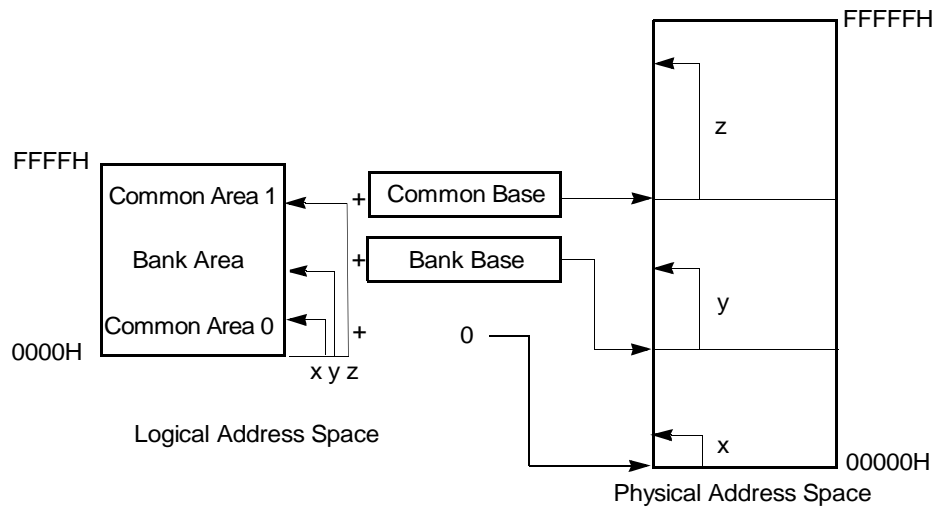 FFFFFH
z
FFFFH
Common Area 1
+
Common Base
Bank Area
+
Bank Base
y
Common Area 0
+
0
0000H
x y z
Logical Address Space
x
00000H
Physical Address Space